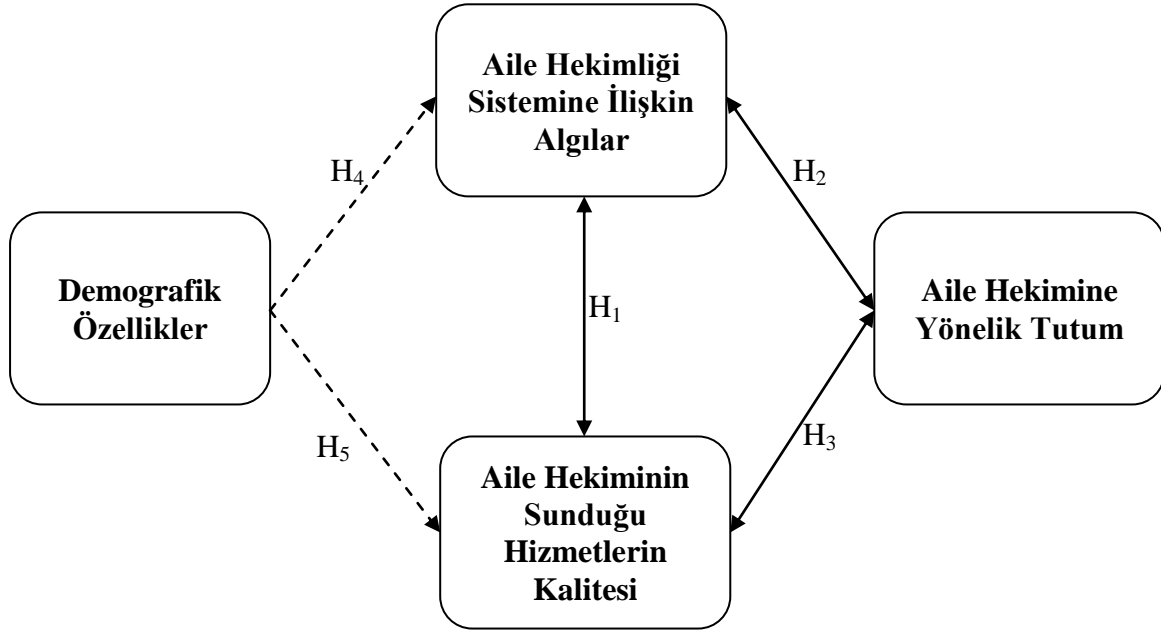 Aile Hekimliği
Sistemine İlişkin
Algılar
H₄
H₂
Demografik
Özellikler
H₁
Aile Hekimine
Yönelik Tutum
H₅
H₃
Aile Hekiminin
Sunduğu
Hizmetlerin
Kalitesi